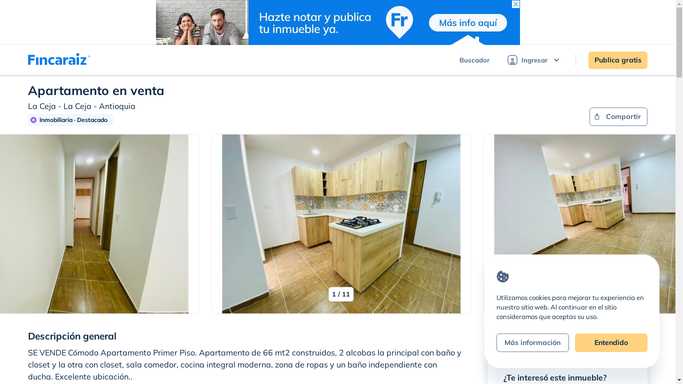 Hazte notar y publica
tu inmueble ya.
Fr
Más info aquí
Fincaraiz
Buscador
Ingresar
Publica gratis
Apartamento en venta
La Ceja - La Ceja - Antioquia
Inmobiliaria · Destacado
Compartir
1 / 11
Utilizamos cookies para mejorar tu experiencia en
nuestro sitio web. Al continuar en el sitio
consideramos que aceptas su uso.
Más información
Entendido
Descripción general
SE VENDE Cómodo Apartamento Primer Piso. Apartamento de 66 mt2 construidos, 2 alcobas la principal con baño y
closet y la otra con closet, sala comedor, cocina integral moderna, zona de ropas y un baño independiente con
ducha. Excelente ubicación..
¿Te interesó este inmueble?